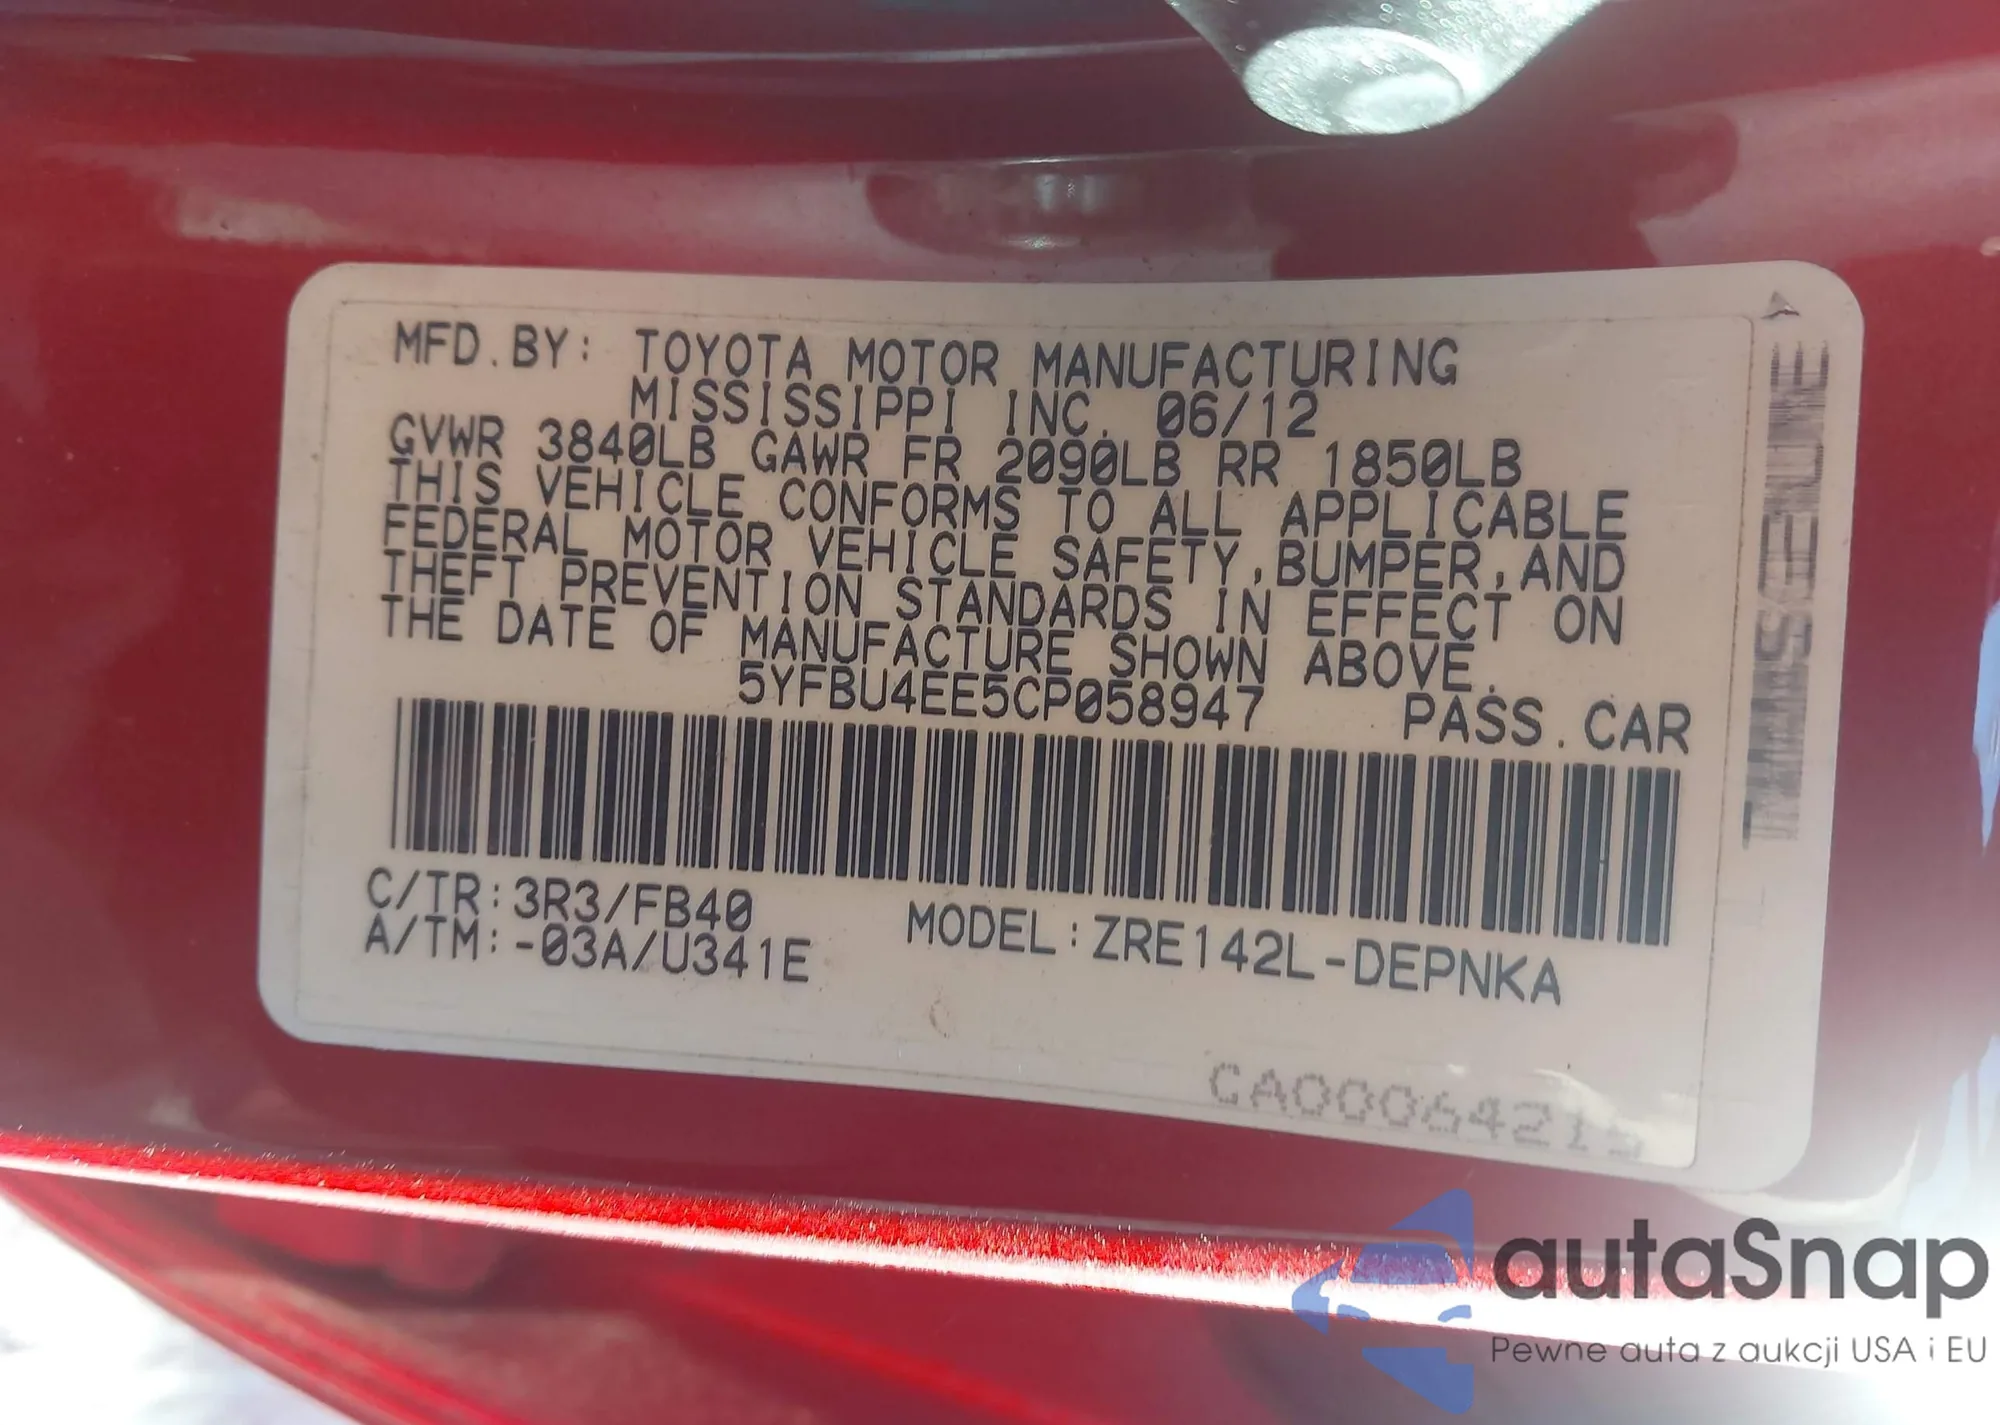 MFD.BY: TOYOTA MOTOR MANUFACTURING
MISSISSIPPI INC. 06/12
GVWR 3840LB GAWR FR 2090LB RR 1850LB
THIS VEHICLE CONFORMS TO ALL APPLICABLE
FEDERAL MOTOR VEHICLE SAFETY,BUMPER,AND
THEFT PREVENTION STANDARDS IN EFFECT ON
THE DATE OF MANUFACTURE SHOWN ABOVE.
5YFBU4EE5CP058947 PASS.CAR
C/TR:3R3/FB40
A/TM:-03A/U341E
MODEL:ZRE142L-DEPNKA
CA00064215
autaSnap
Pewne auta z aukcji USA i EU